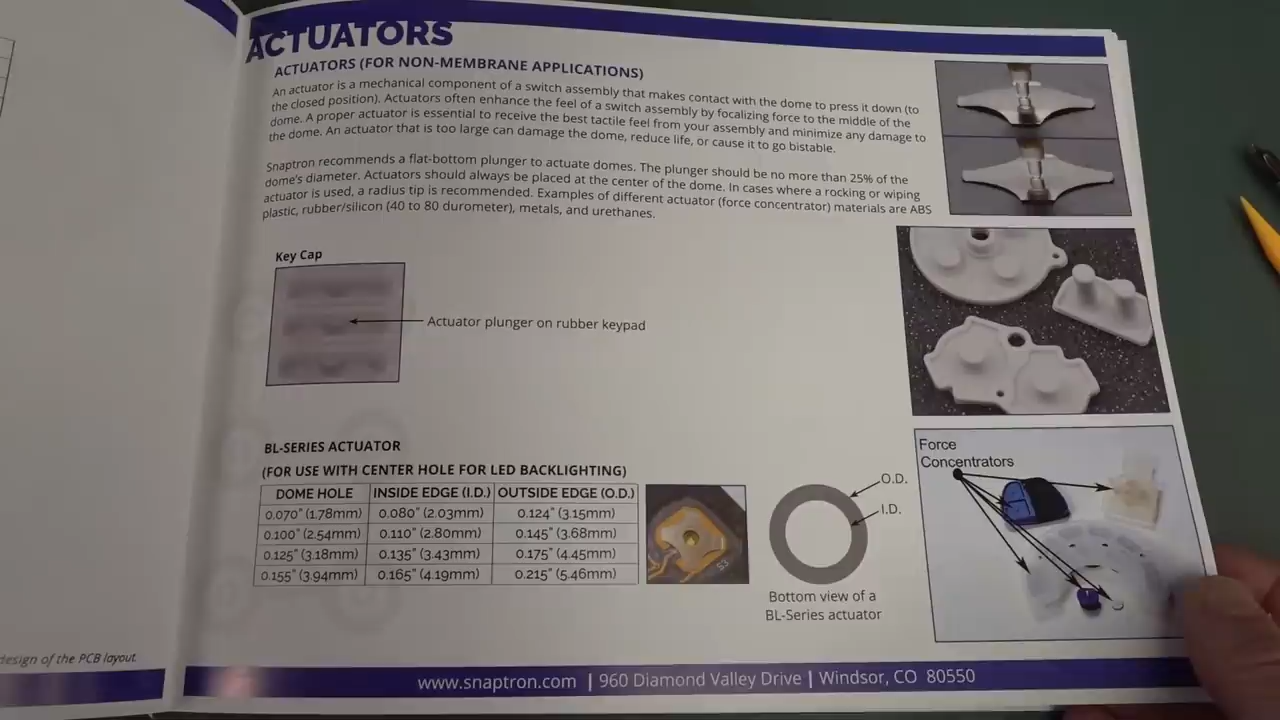 ACTUATORS
ACTUATORS (FOR NON-MEMBRANE APPLICATIONS)
An actuator is a mechanical component of a switch assembly that makes contact with the dome to press it down (to
the closed position). Actuators often enhance the feel of a switch assembly by focalizing force to the middle of the
dome. A proper actuator is essential to receive the best tactile feel from your assembly and minimize any damage to
the dome. An actuator that is too large can damage the dome, reduce life, or cause it to go bistable.
Snaptron recommends a flat-bottom plunger to actuate domes. The plunger should be no more than 25% of the
dome's diameter. Actuators should always be placed at the center of the dome. In cases where a rocking or wiping
actuator is used, a radius tip is recommended. Examples of different actuator (force concentrator) materials are ABS
plastic, rubber/silicon (40 to 80 durometer), metals, and urethanes.
Key Cap
Actuator plunger on rubber keypad
BL-SERIES ACTUATOR
(FOR USE WITH CENTER HOLE FOR LED BACKLIGHTING)
DOME HOLE INSIDE EDGE (I.D.) OUTSIDE EDGE (O.D.)
0.070" (1.78mm) 0.080" (2.03mm) 0.124" (3.15mm)
0.100" (2.54mm) 0.110" (2.80mm) 0.145" (3.68mm)
0.125" (3.18mm) 0.135" (3.43mm) 0.175" (4.45mm)
0.155" (3.94mm) 0.165" (4.19mm) 0.215" (5.46mm)
53
O.D.
I.D.
Bottom view of a
BL-Series actuator
Force
Concentrators
design of the PCB layout.
www.snaptron.com | 960 Diamond Valley Drive | Windsor, CO 80550